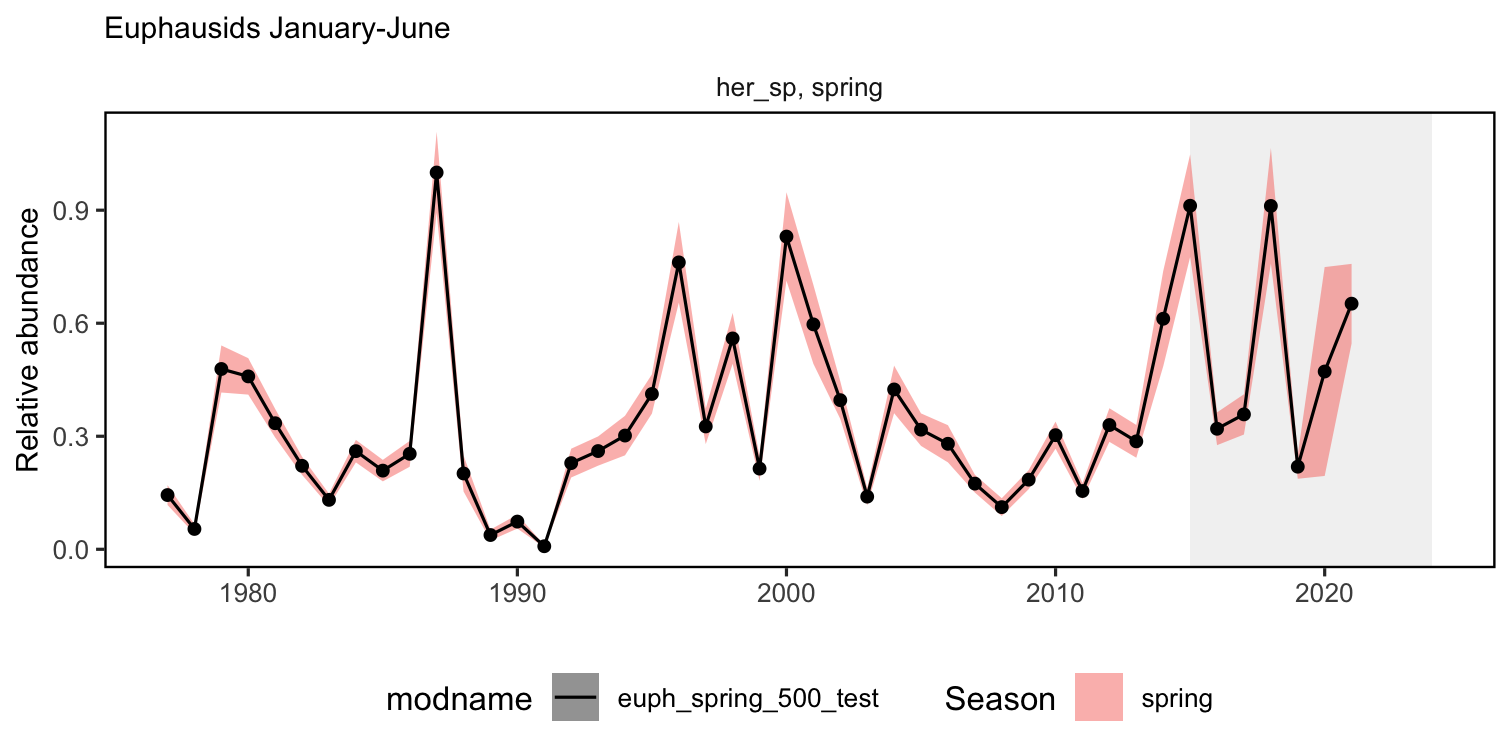 Euphausids January-June
her_sp, spring
Relative abundance
0.9
0.6
0.3
0.0
1980 1990 2000 2010 2020
modname euph_spring_500_test Season spring